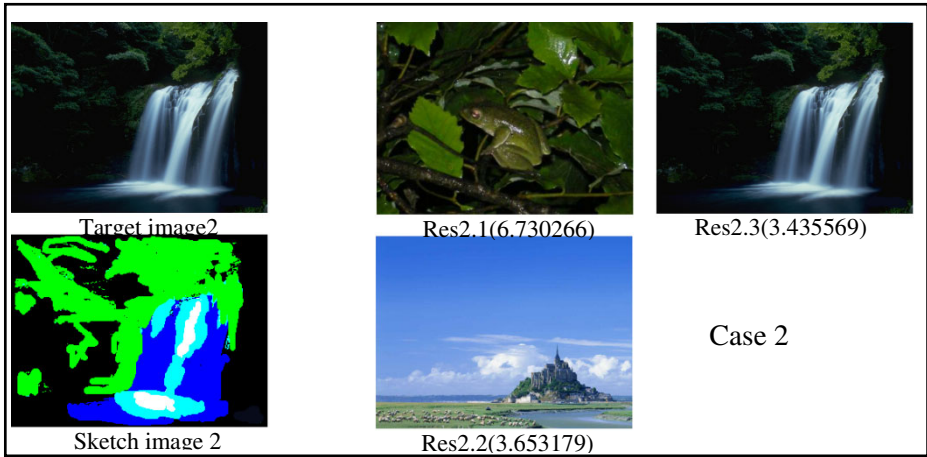 Target image2
Res2.1(6.730266)
Res2.3(3.435569)
Case 2
Sketch image 2
Res2.2(3.653179)